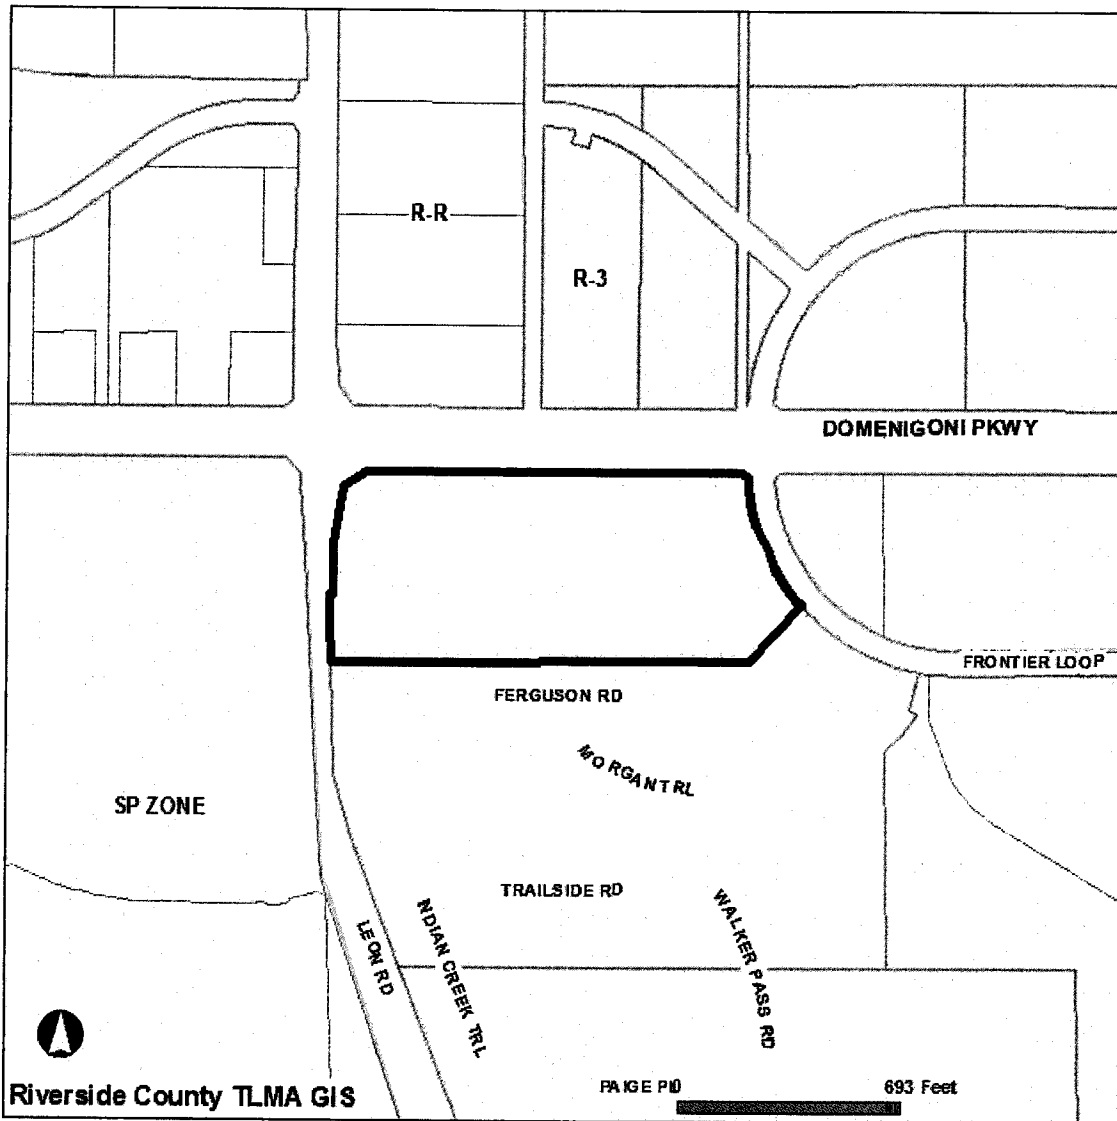 R-R
R-3
DOMENIGONI PKWY
FRONTIER LOOP
FERGUSON RD
MORGAN TRL
SP ZONE
TRAILSIDE RD
WALKER PASS RD
LEON RD
NDIAN CREEK TRL
PAIGE Pl0
693 Feet
Riverside County TLMA GIS